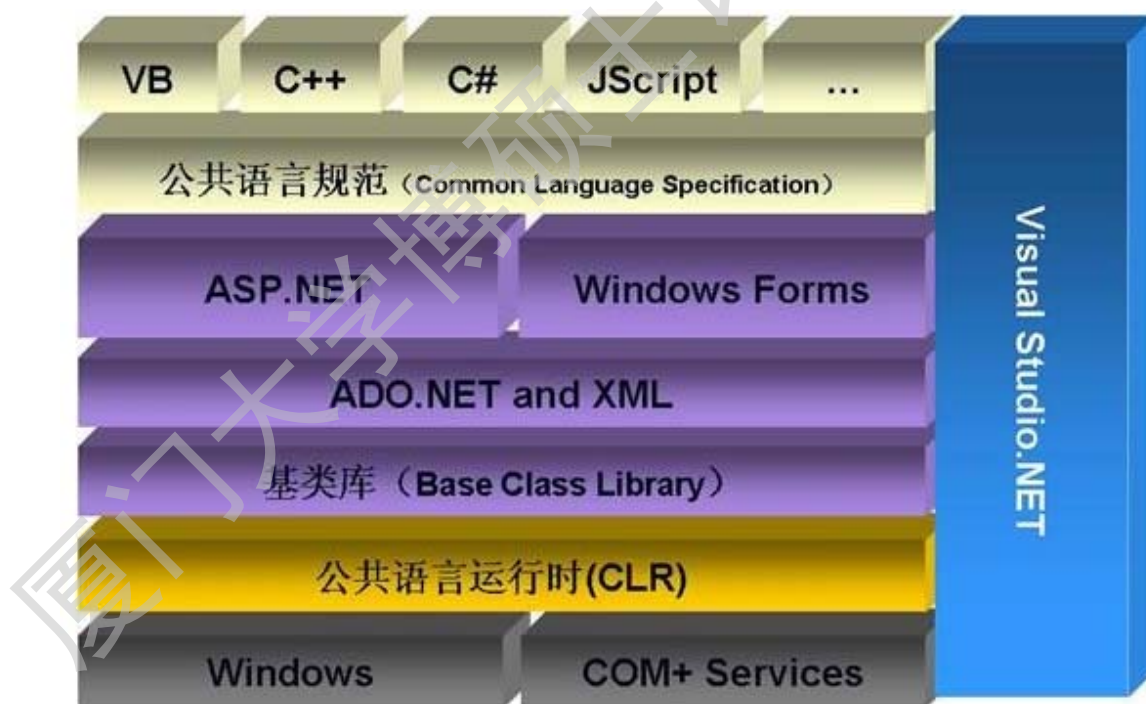 VB C++ C# JScript ...
公共语言规范（Common Language Specification）
ASP.NET Windows Forms
ADO.NET and XML
基类库（Base Class Library）
公共语言运行时(CLR)
Windows COM+ Services
Visual Studio.NET
厦门大学博硕士